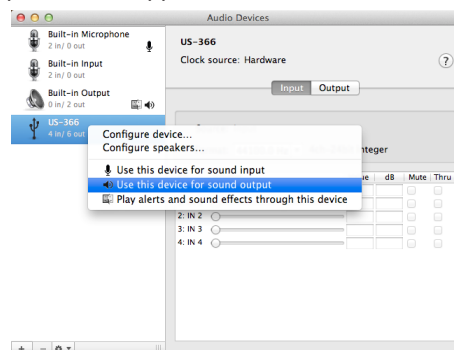 Audio Devices
Built-in Microphone
2 in/ 0 out
Built-in Input
2 in/ 0 out
Built-in Output
0 in/ 2 out
US-366
4 in/ 6 out
US-366
Clock source: Hardware
?
Input Output
Configure device...
Configure speakers...
Use this device for sound input
Use this device for sound output
Play alerts and sound effects through this device
dB Mute Thru
2: IN 2
3: IN 3
4: IN 4